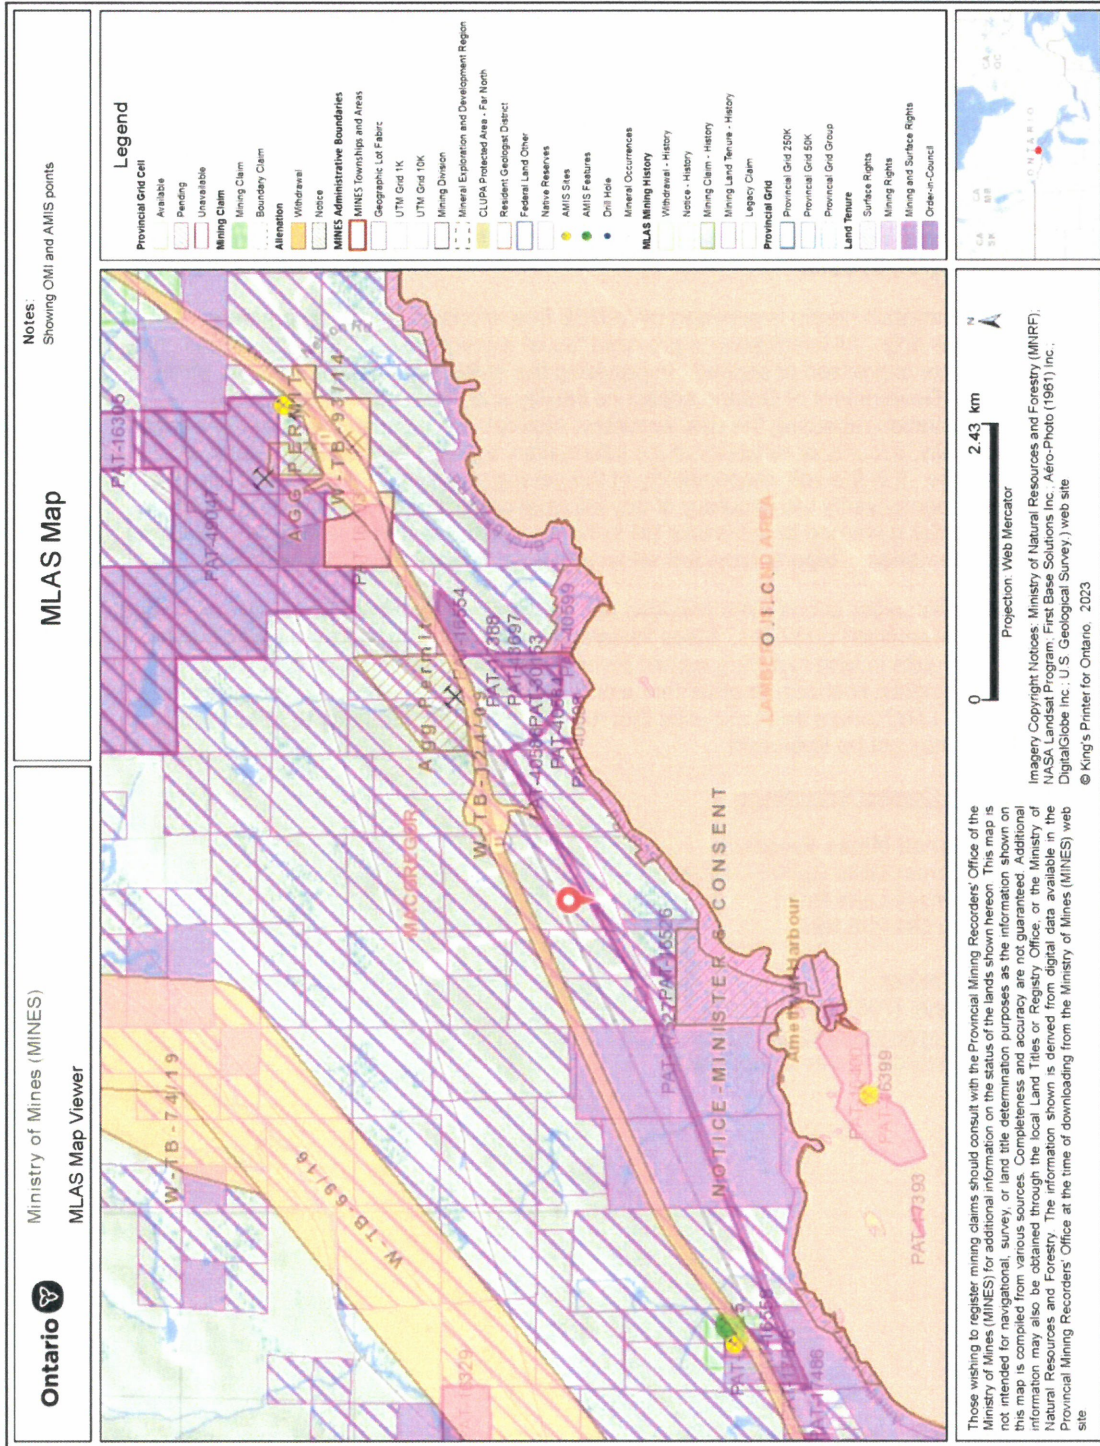 Ontario
Ministry of Mines (MINES)
MLAS Map Viewer
MLAS Map
Notes:
Showing OMI and AMIS points
Legend
Provincial Grid Cell
Available
Pending
Unavailable
Mining Claim
Mining Claim
Boundary Claim
Alienation
Withdrawal
Notice
MINES Administrative Boundaries
MINES Townships and Areas
Geographic Lot Fabric
UTM Grid 1K
UTM Grid 10K
Mining Division
Mineral Exploration and Development Region
CLUPA Protected Area - Far North
Resident Geologist District
Federal Land Other
Native Reserves
AMIS Sites
AMIS Features
Drill Hole
Mineral Occurrences
MLAS Mining History
Withdrawal - History
Notice - History
Mining Claim - History
Mining Land Tenure - History
Legacy Claim
Provincial Grid
Provincial Grid 250K
Provincial Grid 50K
Provincial Grid Group
Land Tenure
Surface Rights
Mining Rights
Mining and Surface Rights
Order-in-Council
W-TB-74/19
W-TB-69/16
MACGREGOR
PAT-16305
PAT-49047
AGG PERMIT
W-TB-93/14
Agg Permit
W-TB-124/09
PAT-43697
PAT-40599
PAT-16526
NOTICE-MINISTER S CONSENT
Amethyst Harbour
PAT-46399
PAT-47393
LAMBERT ISLAND AREA
O.I.C
ONTARIO
Those wishing to register mining claims should consult with the Provincial Mining Recorders' Office of the
Ministry of Mines (MINES) for additional information on the status of the lands shown hereon. This map is
not intended for navigational, survey, or land title determination purposes as the information shown on
this map is compiled from various sources. Completeness and accuracy are not guaranteed. Additional
information may also be obtained through the local Land Titles or Registry Office, or the Ministry of
Natural Resources and Forestry. The information shown is derived from digital data available in the
Provincial Mining Recorders' Office at the time of downloading from the Ministry of Mines (MINES) web
site
0 2.43 km
N
Projection: Web Mercator
Imagery Copyright Notices: Ministry of Natural Resources and Forestry (MNRF);
NASA Landsat Program; First Base Solutions Inc.; Aéro-Photo (1961) Inc.;
DigitalGlobe Inc.; U.S. Geological Survey.) web site
© King's Printer for Ontario, 2023